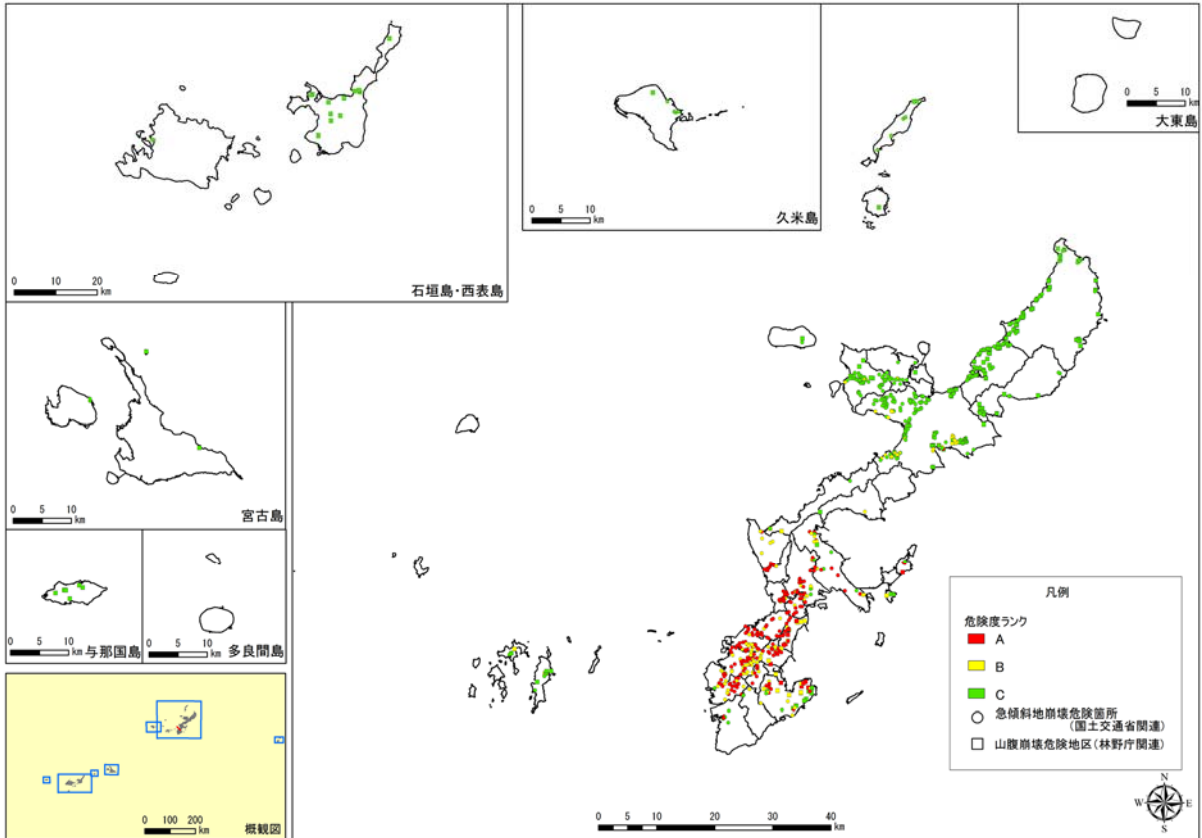 0 10 20
km
石垣島・西表島
0 5 10
km
久米島
0 5 10
km
大東島
0 5 10
km
宮古島
0 5 10
km
与那国島
0 5 10
km
多良間島
0 100 200
km
概観図
凡例
危険度ランク
A
B
C
急傾斜地崩壊危険箇所
(国土交通省関連)
山腹崩壊危険地区(林野庁関連)
0 5 10 20 30 40
km
N
W E
S